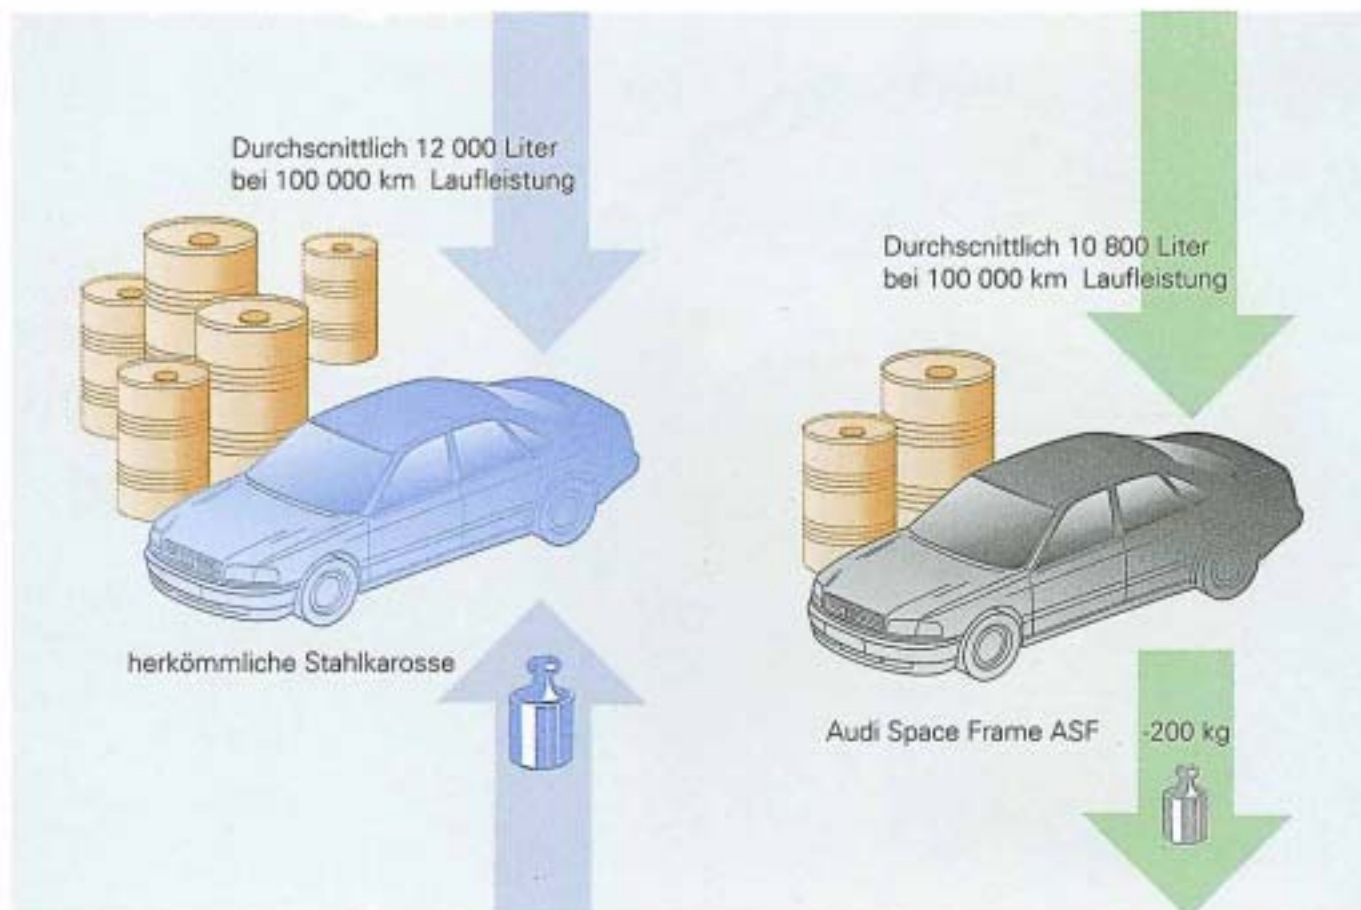 Durchscnittlich 12 000 Liter
bei 100 000 km Laufleistung
herkömmliche Stahlkarosse
Durchscnittlich 10 800 Liter
bei 100 000 km Laufleistung
Audi Space Frame ASF -200 kg